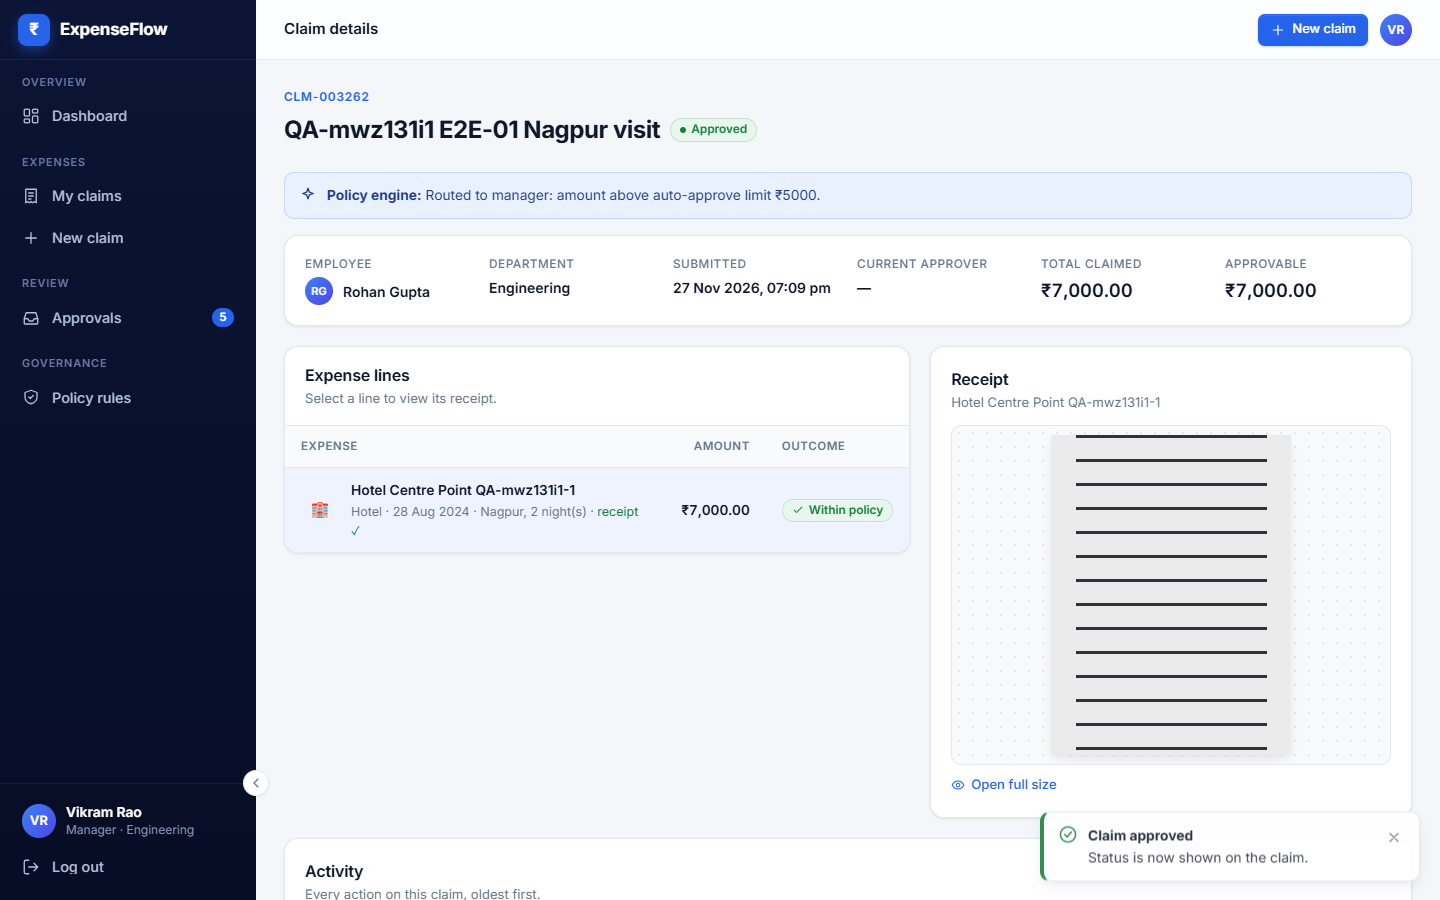 ₹ ExpenseFlow
OVERVIEW
Dashboard
EXPENSES
My claims
New claim
REVIEW
Approvals 5
GOVERNANCE
Policy rules
VR Vikram Rao
Manager · Engineering
Log out
Claim details
New claim VR
CLM-003262
QA-mwz131i1 E2E-01 Nagpur visit Approved
Policy engine: Routed to manager: amount above auto-approve limit ₹5000.
EMPLOYEE
RG Rohan Gupta
DEPARTMENT
Engineering
SUBMITTED
27 Nov 2026, 07:09 pm
CURRENT APPROVER
—
TOTAL CLAIMED
₹7,000.00
APPROVABLE
₹7,000.00
Expense lines
Select a line to view its receipt.
EXPENSE AMOUNT OUTCOME
Hotel Centre Point QA-mwz131i1-1
Hotel · 28 Aug 2024 · Nagpur, 2 night(s) · receipt
✓
₹7,000.00
Within policy
Receipt
Hotel Centre Point QA-mwz131i1-1
Open full size
Activity
Every action on this claim, oldest first.
Claim approved
Status is now shown on the claim.